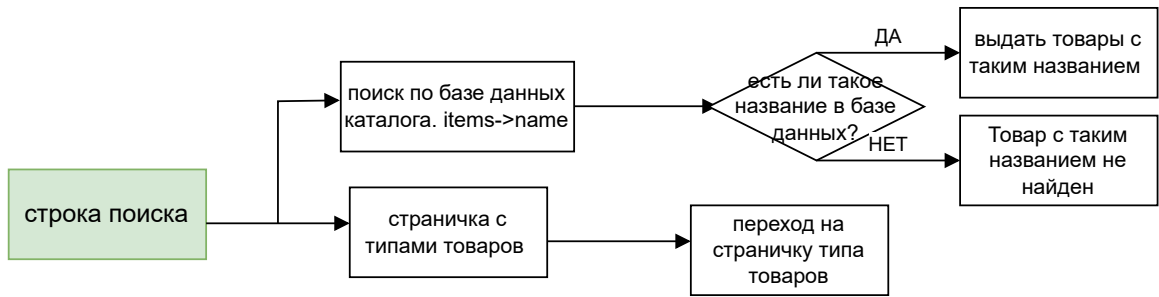 строка поиска
поиск по базе данных
каталога. items->name
есть ли такое
название в базе
данных?
ДА
выдать товары с
таким названием
НЕТ
Товар с таким
названием не
найден
страничка с
типами товаров
переход на
страничку типа
товаров